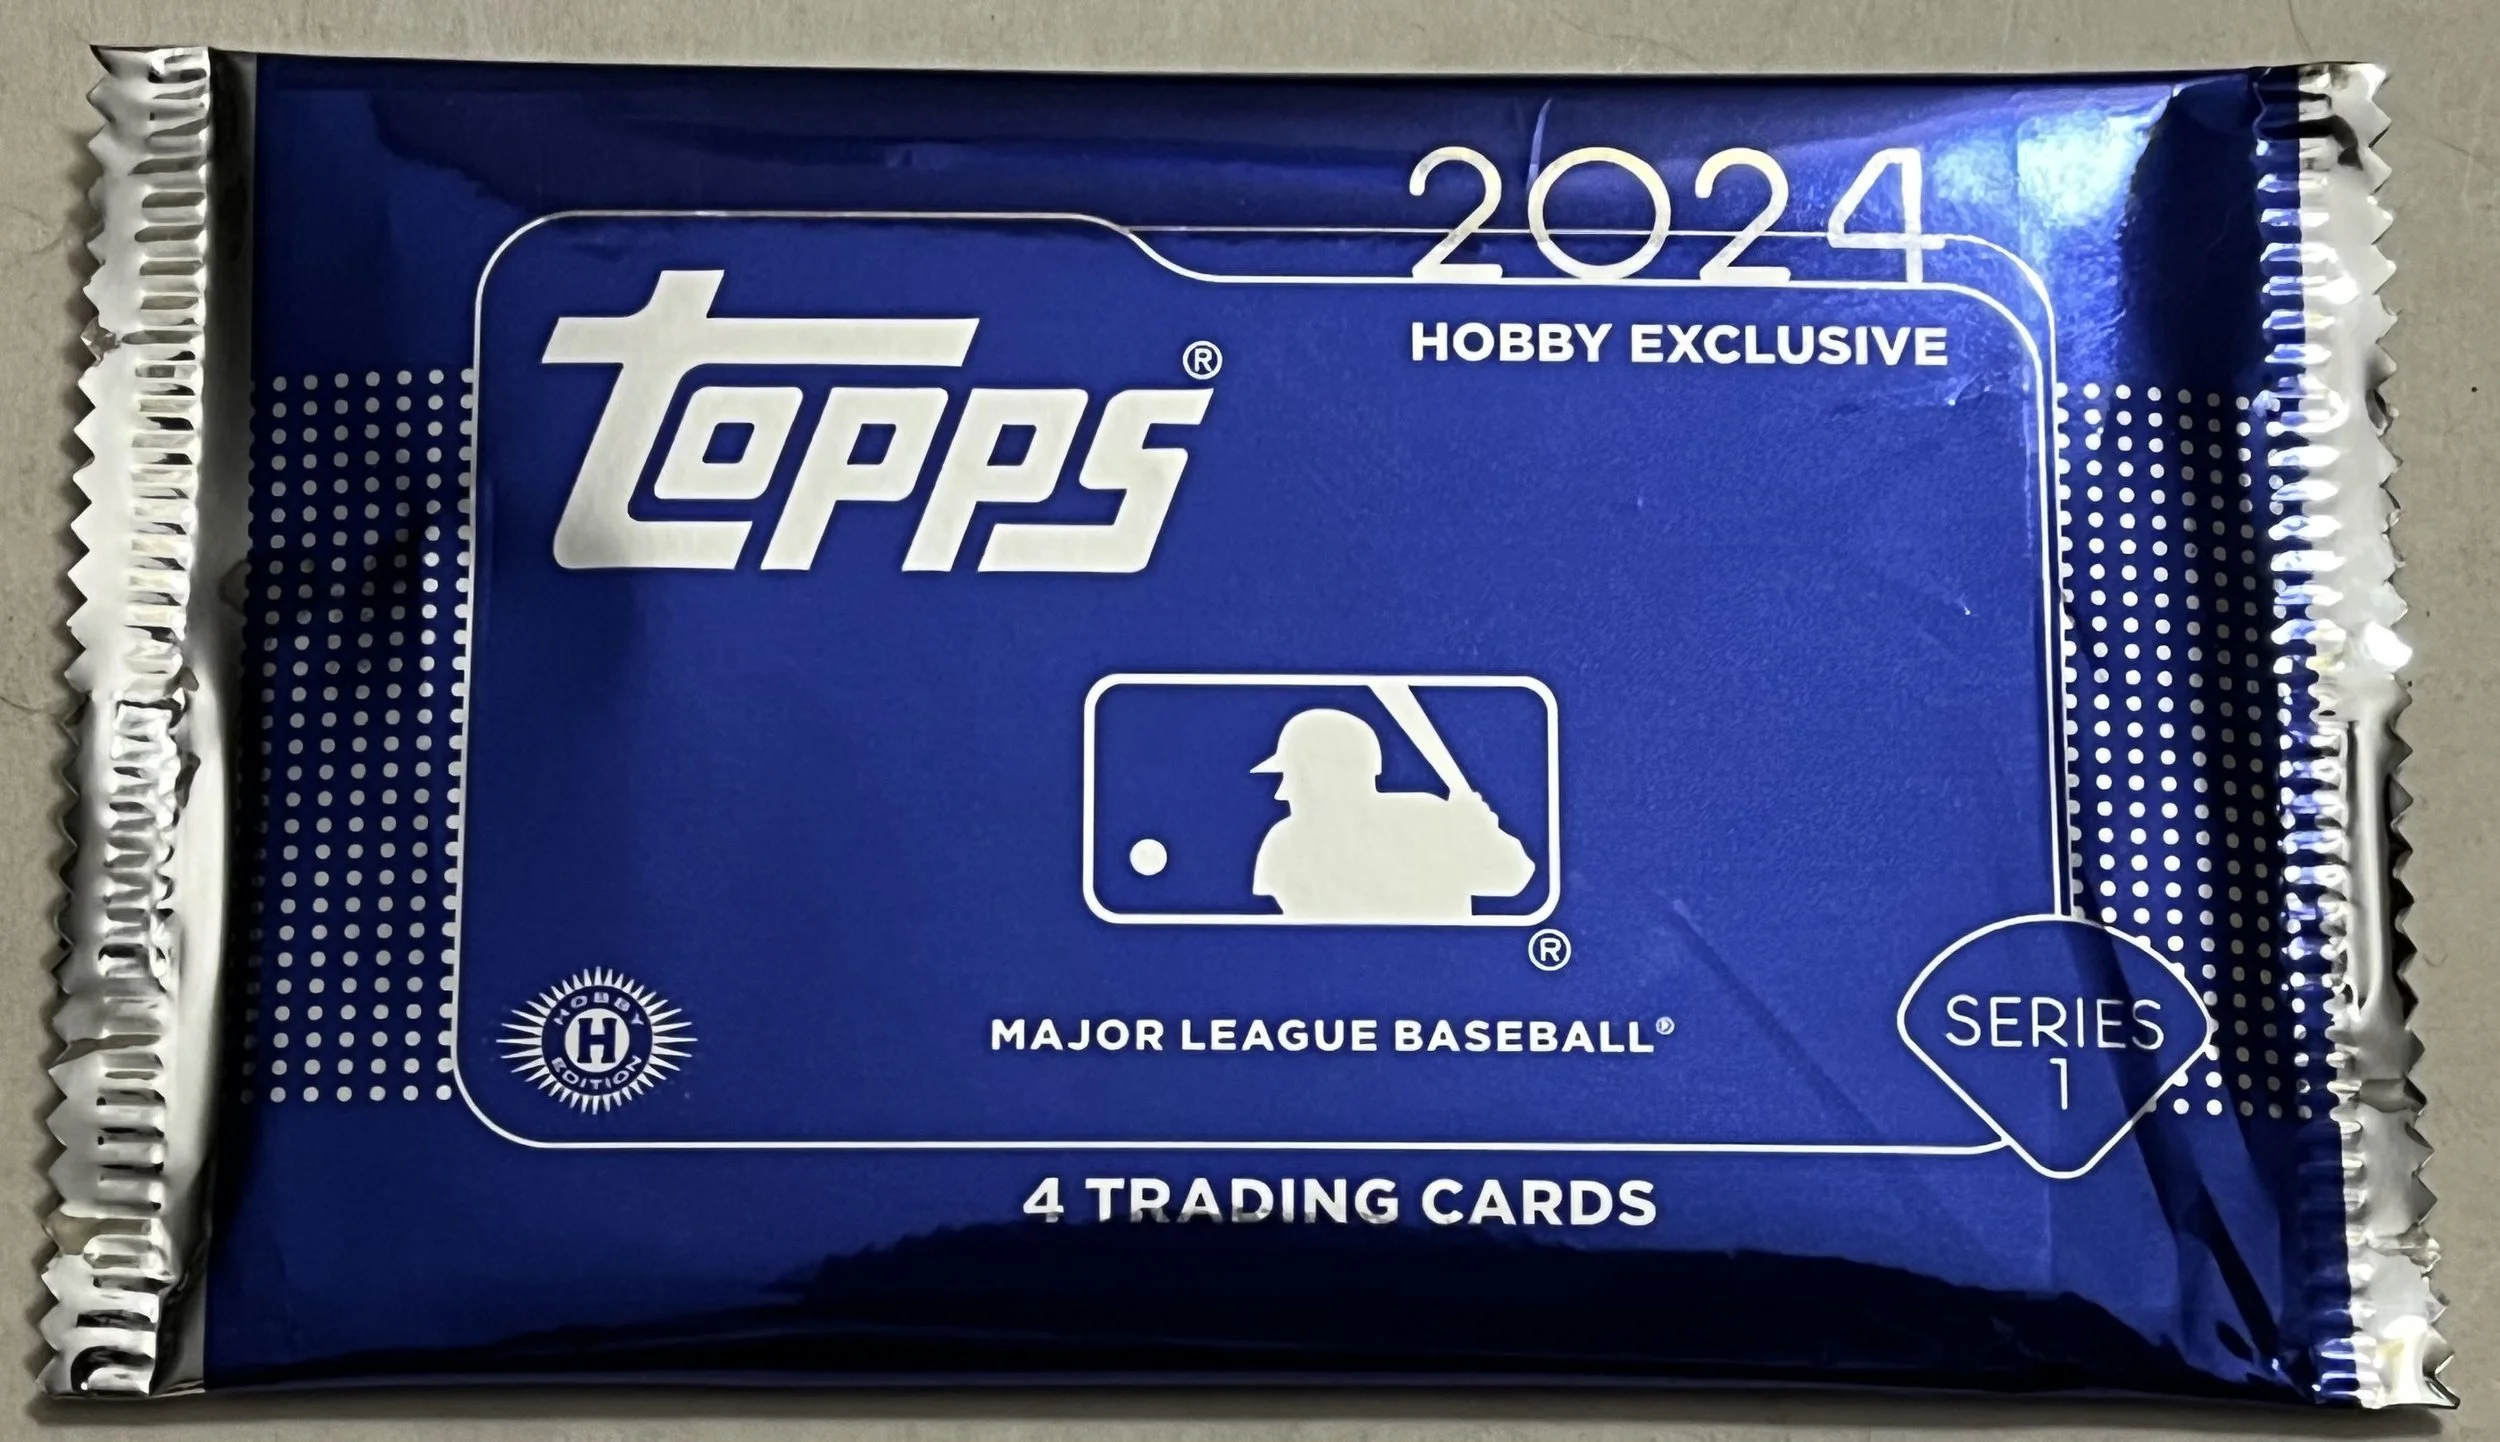 2024
HOBBY EXCLUSIVE
topps®
®
MAJOR LEAGUE BASEBALL®
HOBBY
H
EDITION
SERIES
1
4 TRADING CARDS